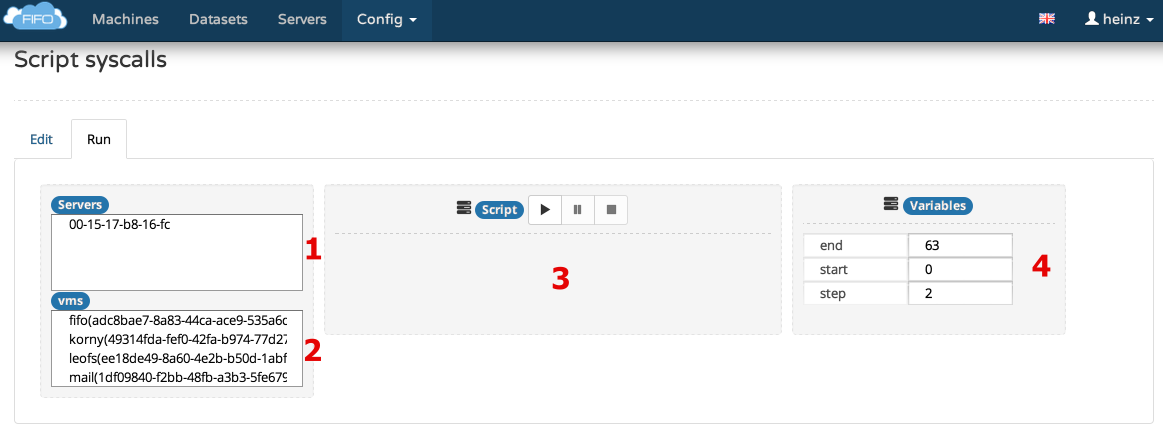 FIFO Machines Datasets Servers Config heinz
Script syscalls
Edit Run
Servers
00-15-17-b8-16-fc
1
vms
fifo(adc8bae7-8a83-44ca-ace9-535a6c
korny(49314fda-fef0-42fa-b974-77d27
leofs(ee18de49-8a60-4e2b-b50d-1abf
mail(1df09840-f2bb-48fb-a3b3-5fe679
2
Script
3
Variables
end 63
start 0
step 2
4